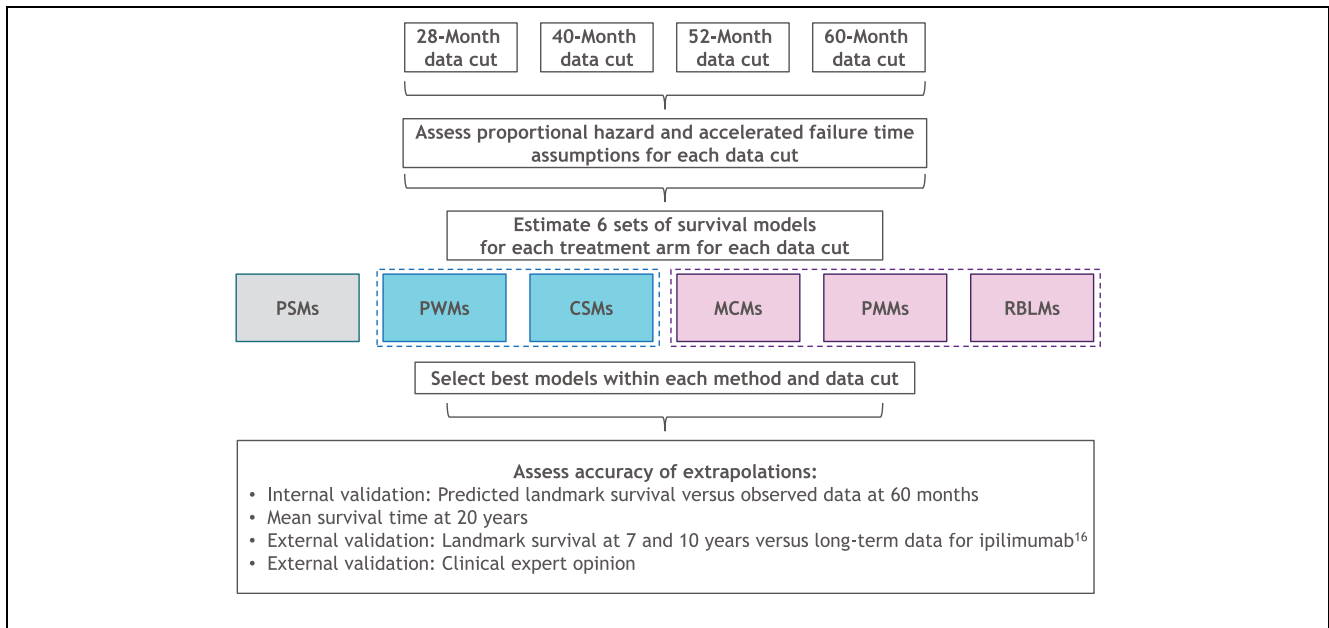 28-Month
data cut
40-Month
data cut
52-Month
data cut
60-Month
data cut
Assess proportional hazard and accelerated failure time
assumptions for each data cut
Estimate 6 sets of survival models
for each treatment arm for each data cut
PSMs
PWMs
CSMs
MCMs
PMMs
RBLMs
Select best models within each method and data cut
Assess accuracy of extrapolations:
• Internal validation: Predicted landmark survival versus observed data at 60 months
• Mean survival time at 20 years
• External validation: Landmark survival at 7 and 10 years versus long-term data for ipilimumab¹⁶
• External validation: Clinical expert opinion